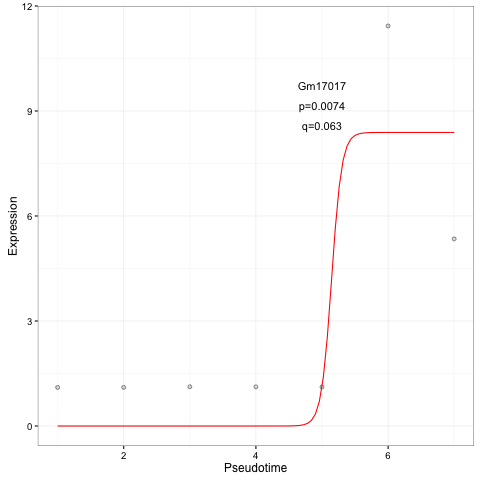 12
9
6
3
0
Expression
Gm17017
p=0.0074
q=0.063
2 4 6
Pseudotime